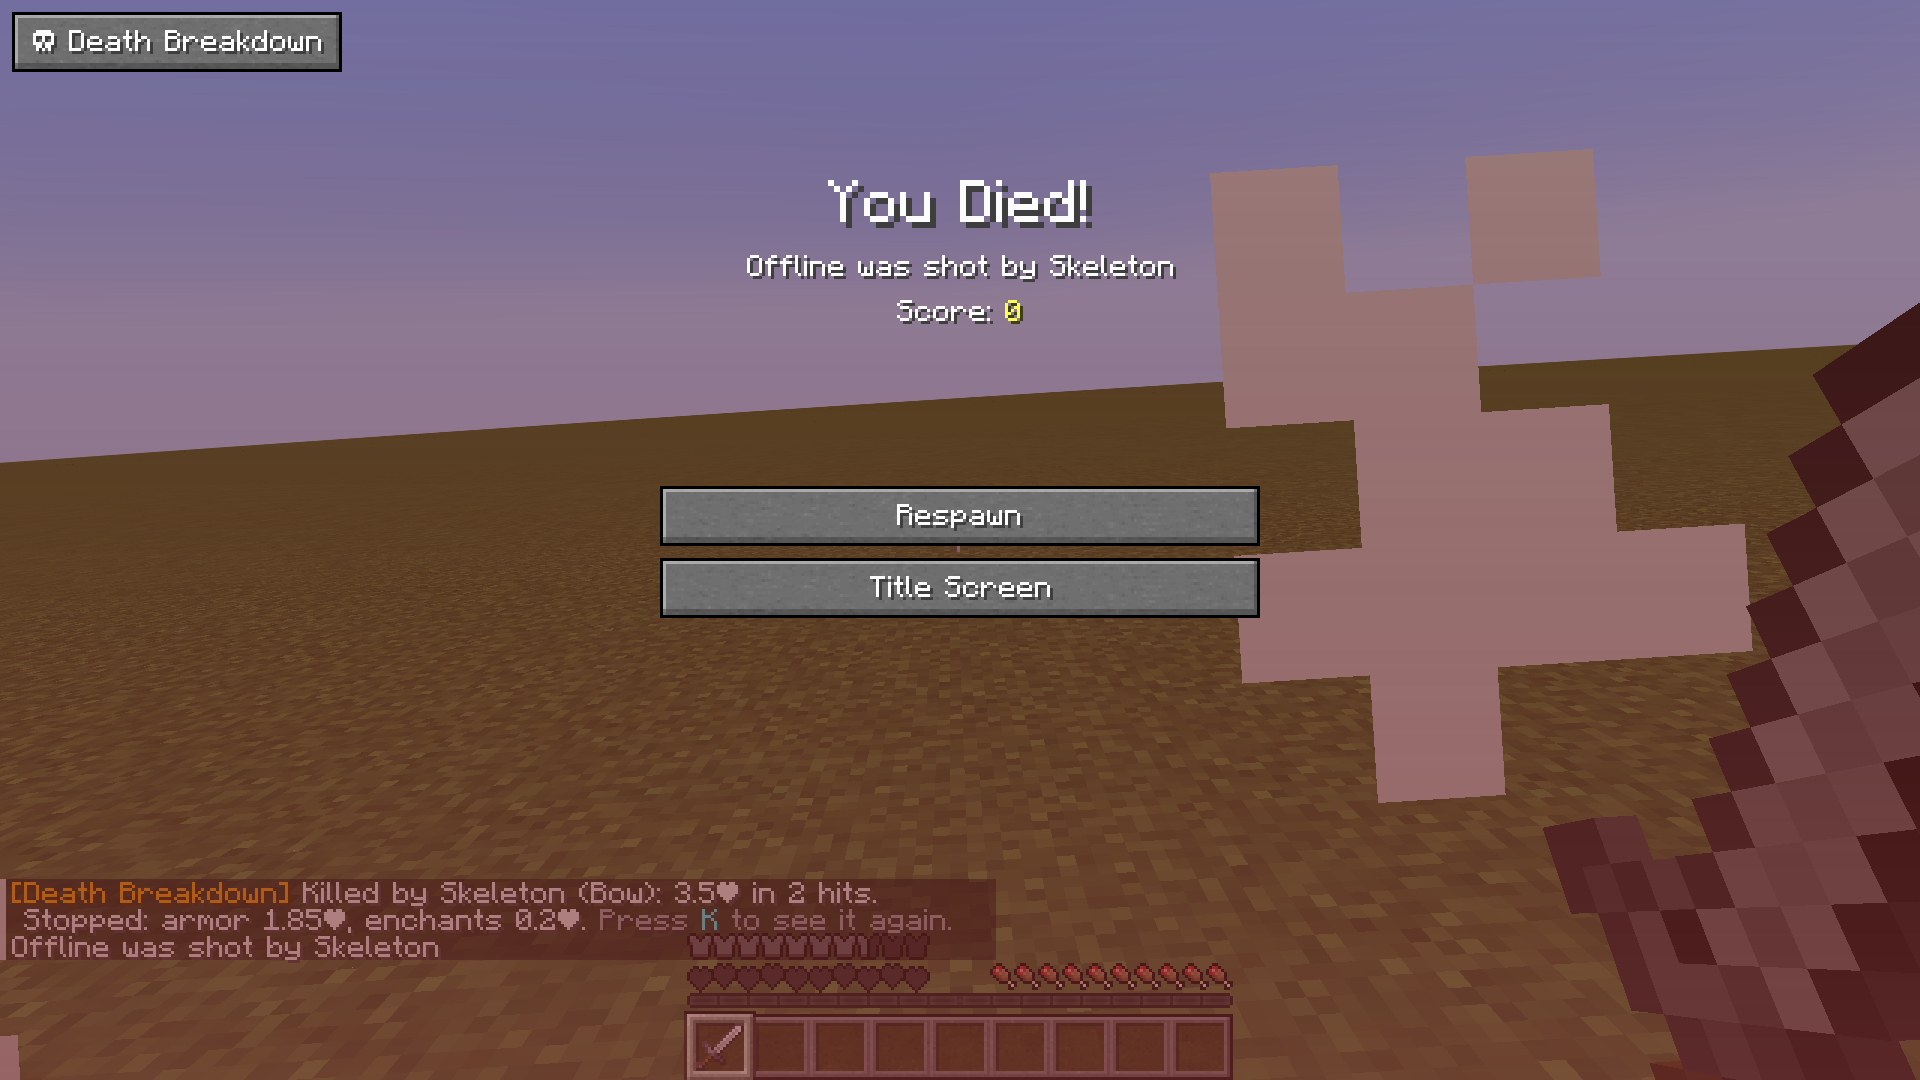 Death Breakdown
You Died!
Offline was shot by Skeleton
Score: 0
Respawn
Title Screen
[Death Breakdown] Killed by Skeleton (Bow): 3.5♥ in 2 hits.
Stopped: armor 1.85♥, enchants 0.2♥. Press K to see it again.
Offline was shot by Skeleton